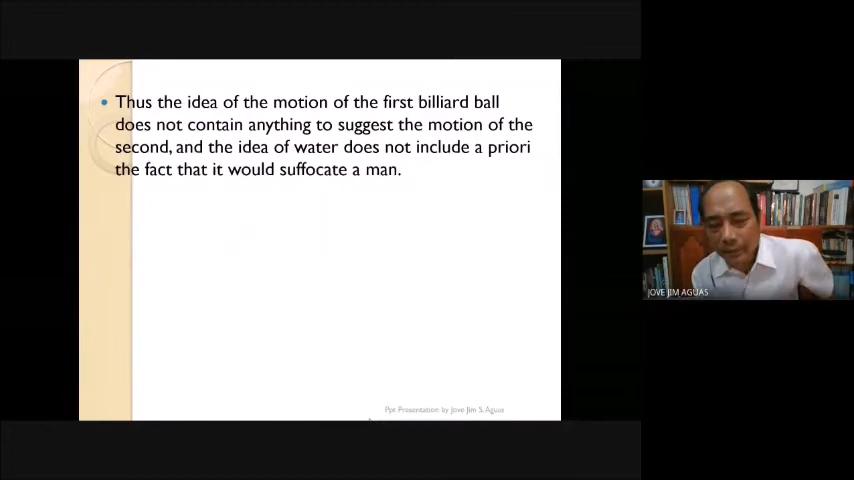 Thus the idea of the motion of the first billiard ball
does not contain anything to suggest the motion of the
second, and the idea of water does not include a priori
the fact that it would suffocate a man.
Ppt Presentation by Jove Jim S. Aguas
JOVE JIM AGUAS